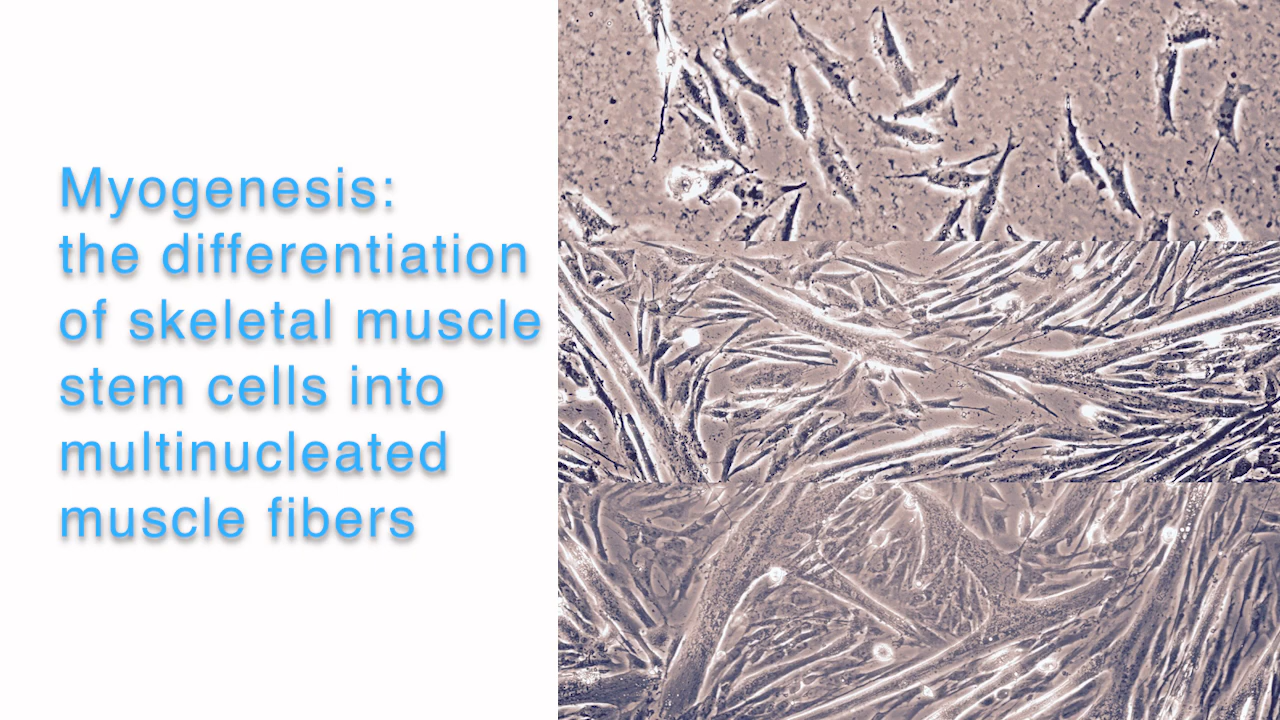 Myogenesis:
the differentiation
of skeletal muscle
stem cells into
multinucleated
muscle fibers